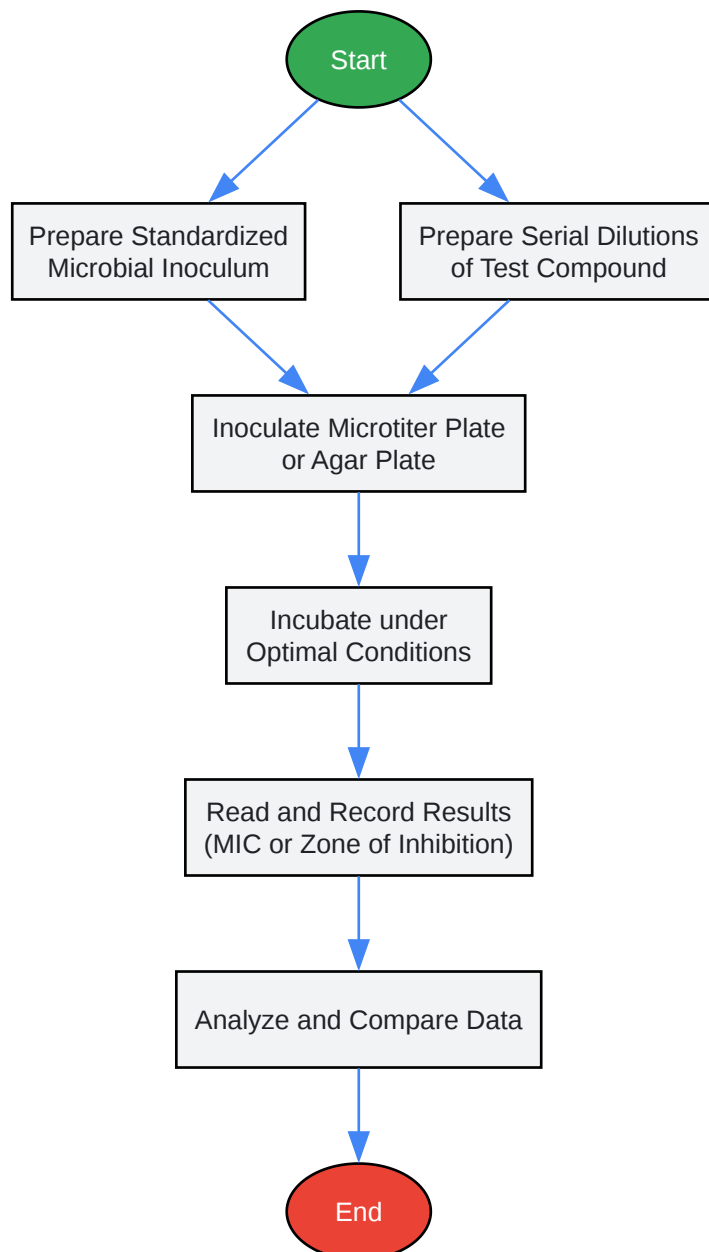 Start
Prepare Standardized
Microbial Inoculum
Prepare Serial Dilutions
of Test Compound
Inoculate Microtiter Plate
or Agar Plate
Incubate under
Optimal Conditions
Read and Record Results
(MIC or Zone of Inhibition)
Analyze and Compare Data
End